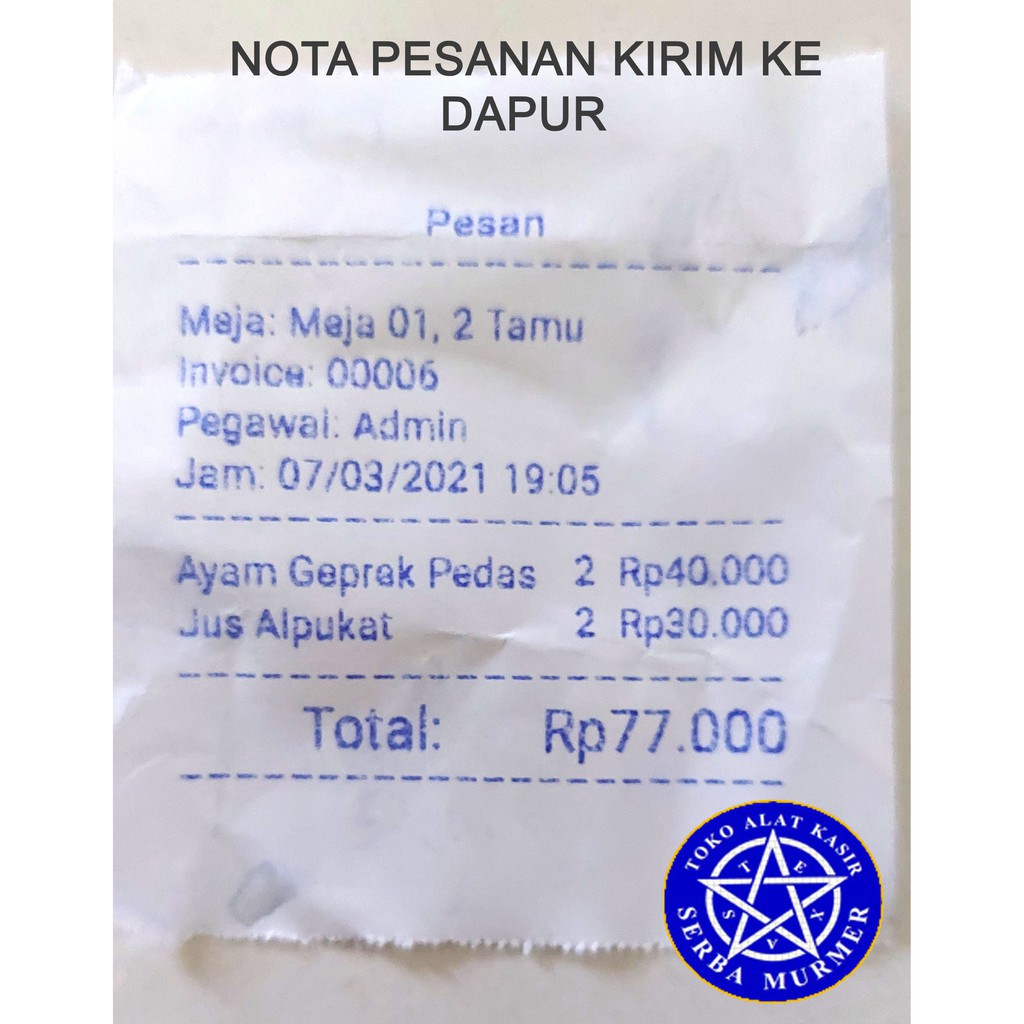 NOTA PESANAN KIRIM KE
DAPUR
Pesan
Meja: Meja 01, 2 Tamu
Invoice: 00006
Pegawai: Admin
Jam: 07/03/2021 19:05
Ayam Geprek Pedas 2 Rp40.000
Jus Alpukat 2 Rp30.000
Total: Rp77.000
TOKO ALAT KASIR
T E X A S
SERBA MURMER